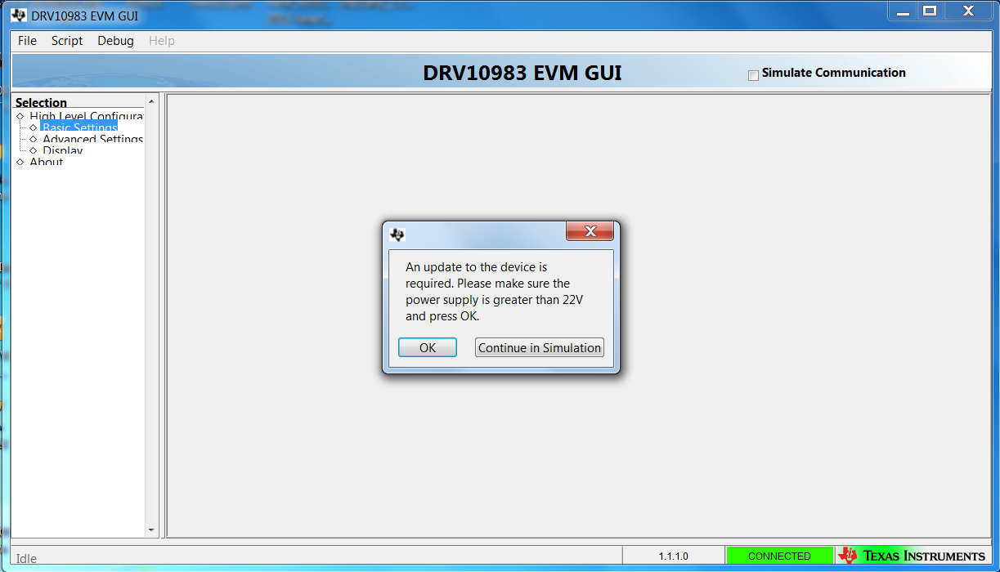 DRV10983 EVM GUI
File Script Debug Help
DRV10983 EVM GUI
Simulate Communication
Selection
High Level Configura
Basic Settings
Advanced Settings
Display
About
An update to the device is
required. Please make sure the
power supply is greater than 22V
and press OK.
OK Continue in Simulation
Idle 1.1.1.0 CONNECTED TEXAS INSTRUMENTS